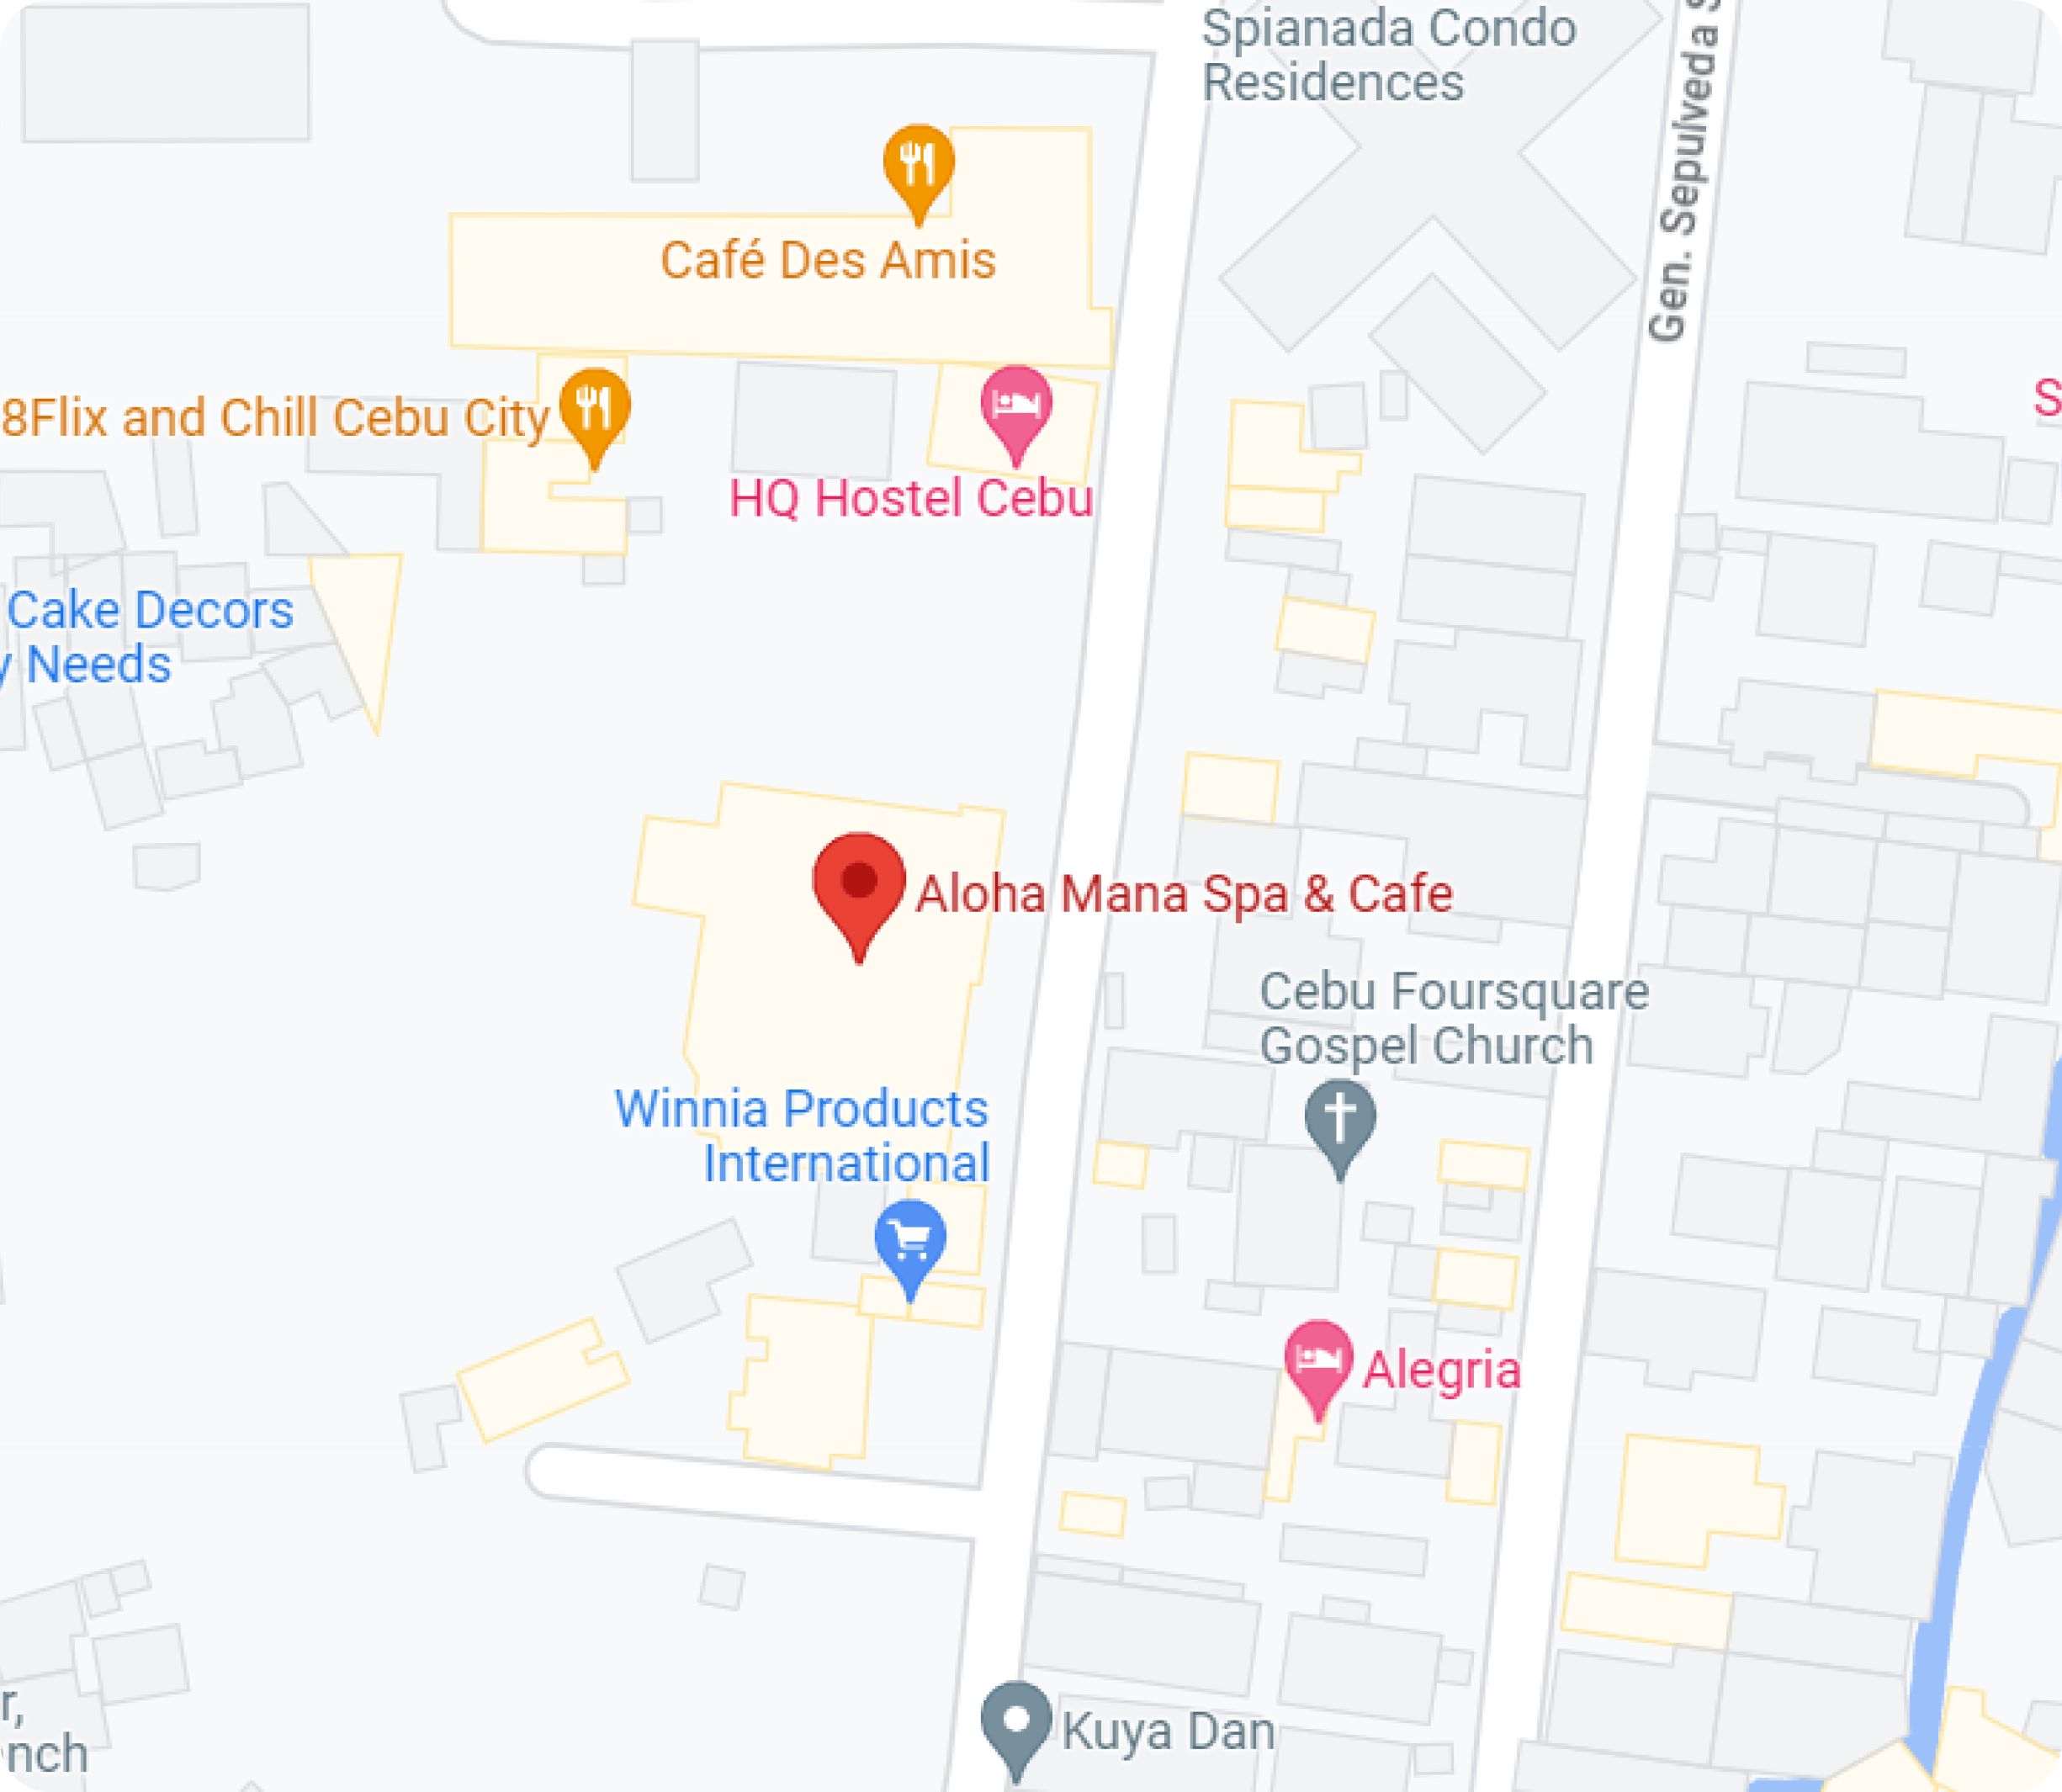 Spianada Condo
Residences
Gen. Sepulveda S
Café Des Amis
8Flix and Chill Cebu City
S
HQ Hostel Cebu
Cake Decors
y Needs
Aloha Mana Spa & Cafe
Cebu Foursquare
Gospel Church
Winnia Products
International
Alegria
r,
nch
Kuya Dan